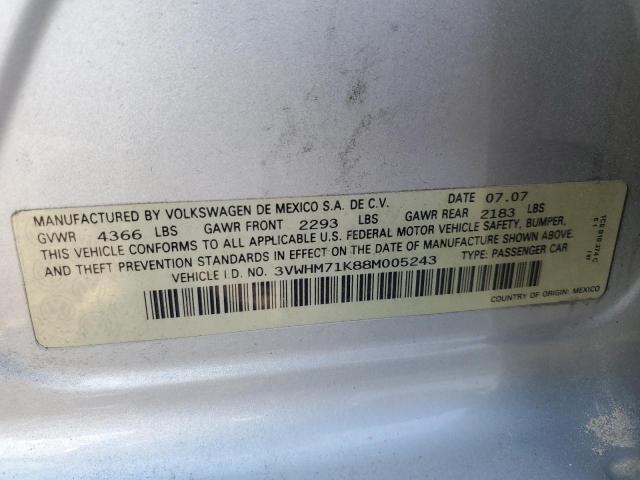 MANUFACTURED BY VOLKSWAGEN DE MEXICO S.A. DE C.V. DATE 07.07
GVWR 4366 LBS GAWR FRONT 2293 LBS GAWR REAR 2183 LBS
THIS VEHICLE CONFORMS TO ALL APPLICABLE U.S. FEDERAL MOTOR VEHICLE SAFETY, BUMPER,
AND THEFT PREVENTION STANDARDS IN EFFECT ON THE DATE OF MANUFACTURE SHOWN ABOVE.
VEHICLE I.D. NO. 3VWHM71K88M005243 TYPE: PASSENGER CAR
COUNTRY OF ORIGIN: MEXICO